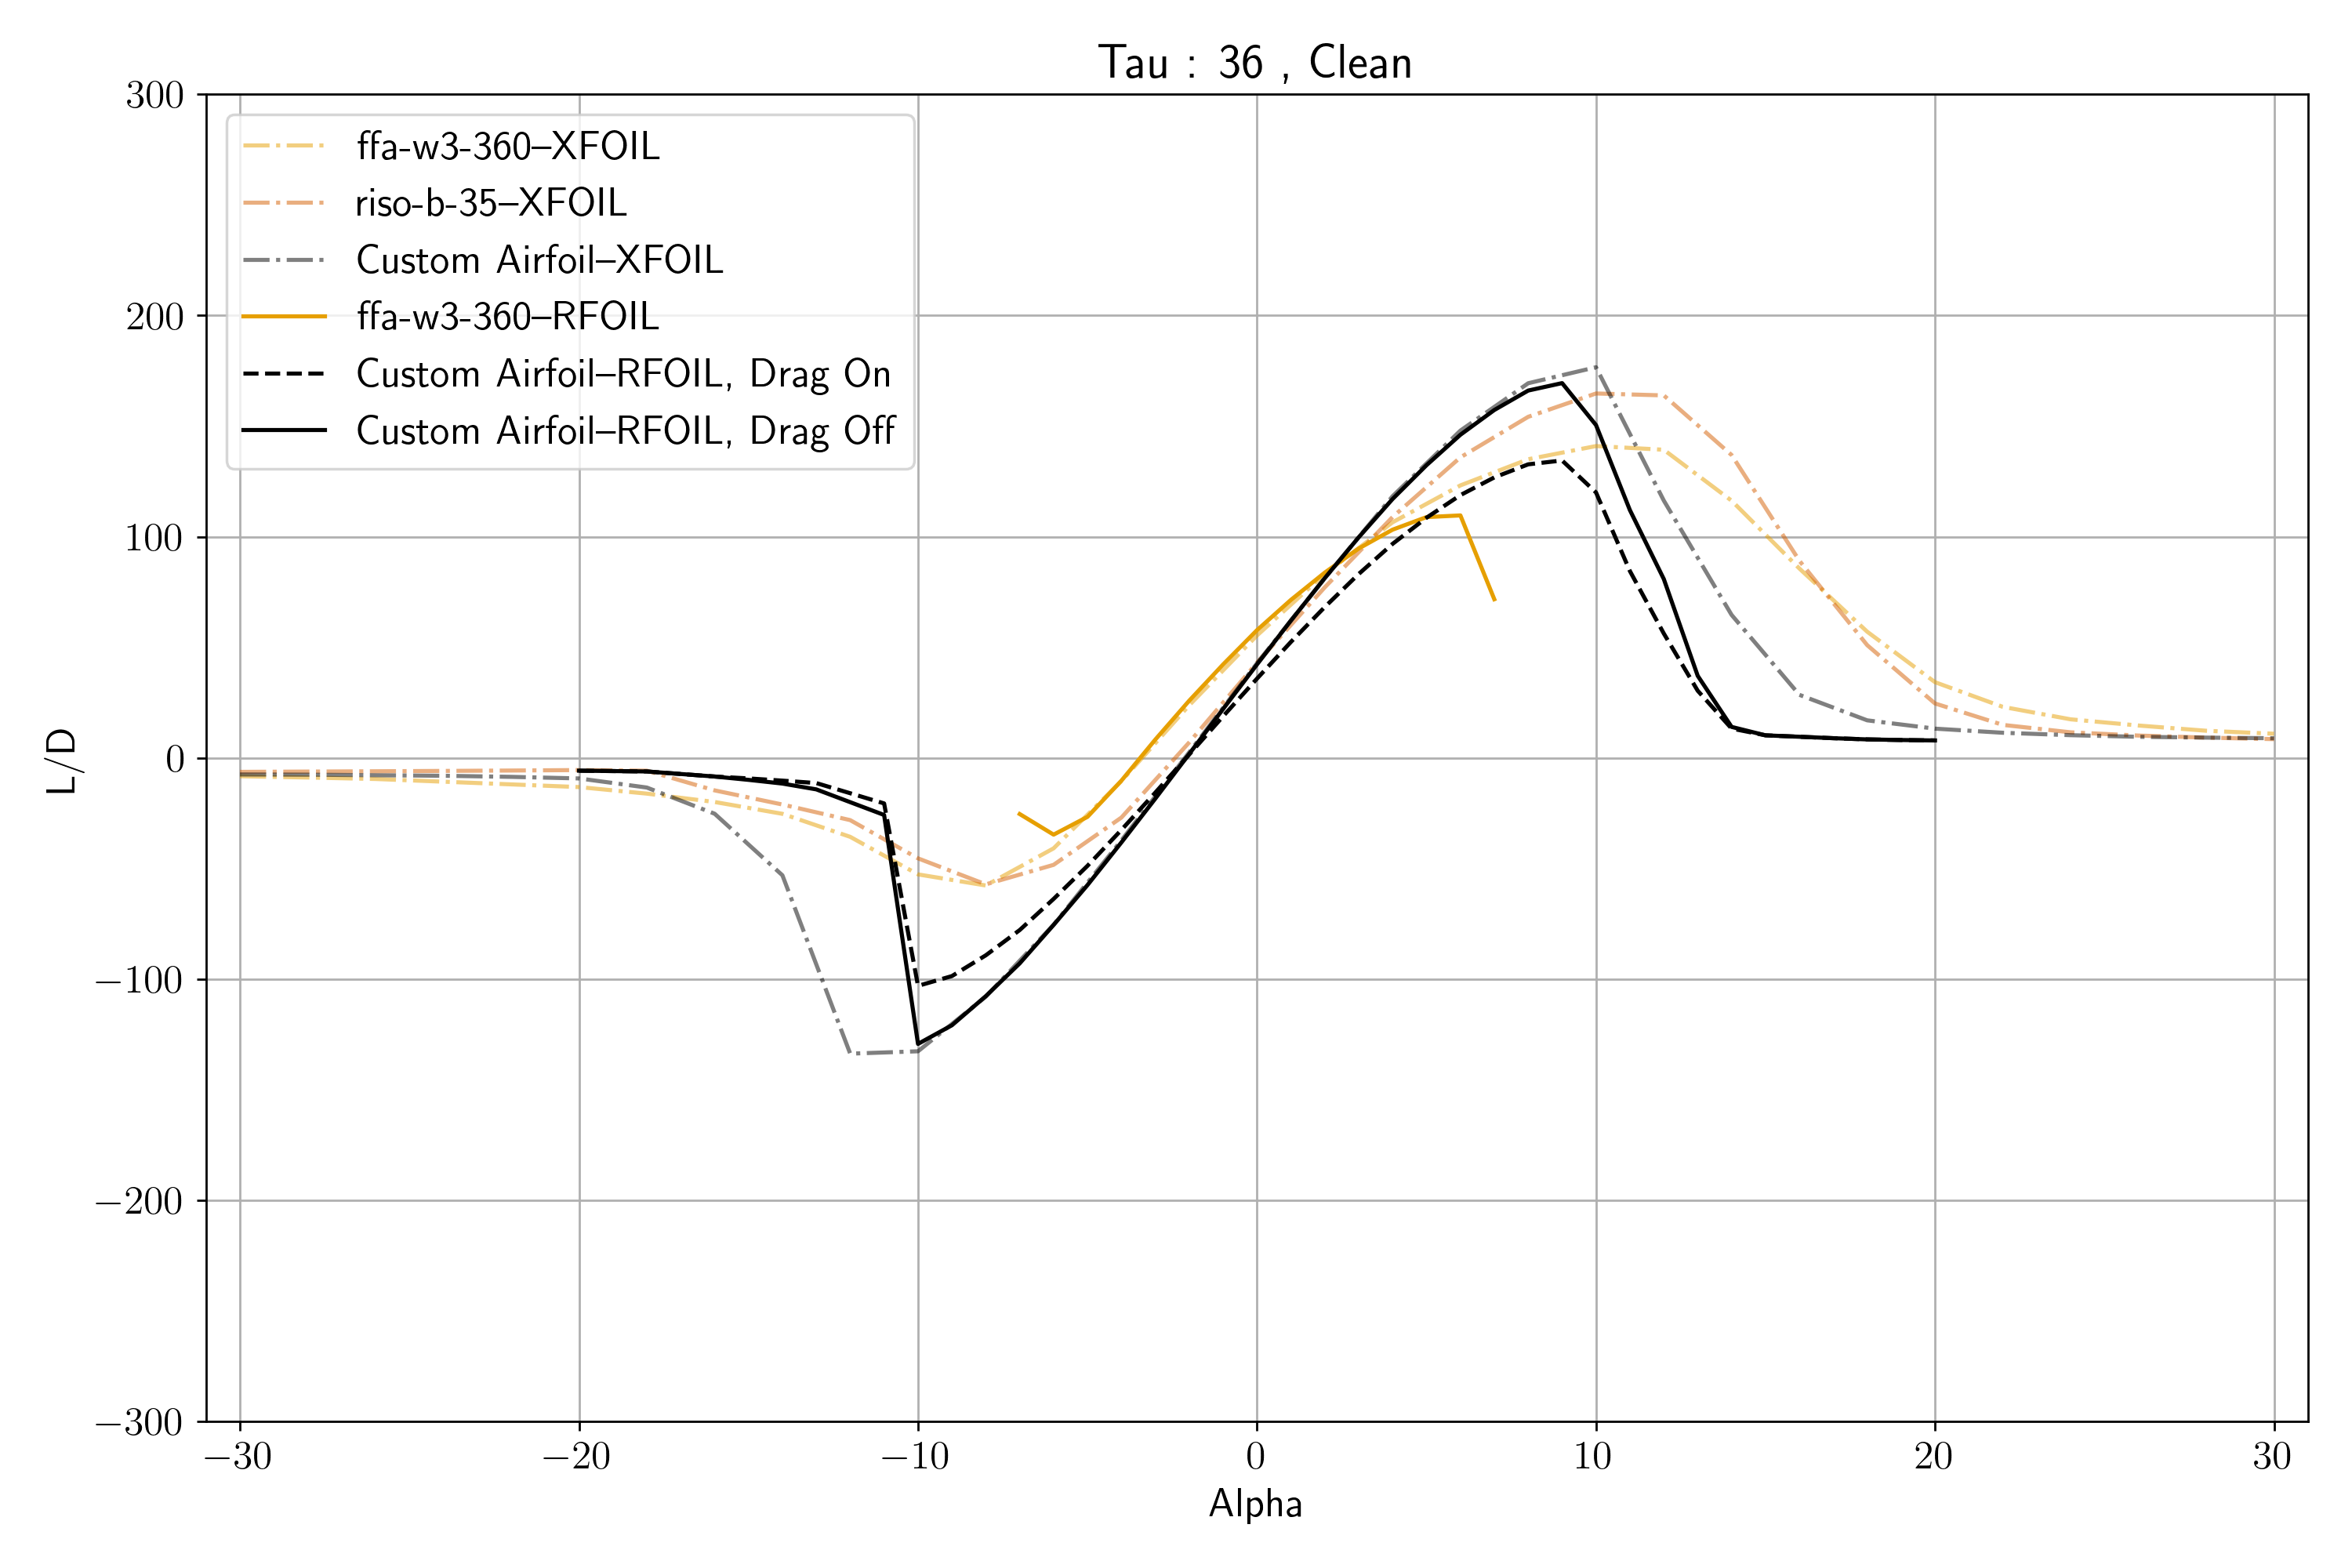 Tau : 36 , Clean
300
200
100
0
−100
−200
−300
L/D
ffa-w3-360–XFOIL
riso-b-35–XFOIL
Custom Airfoil–XFOIL
ffa-w3-360–RFOIL
Custom Airfoil–RFOIL, Drag On
Custom Airfoil–RFOIL, Drag Off
−30 −20 −10 0 10 20 30
Alpha